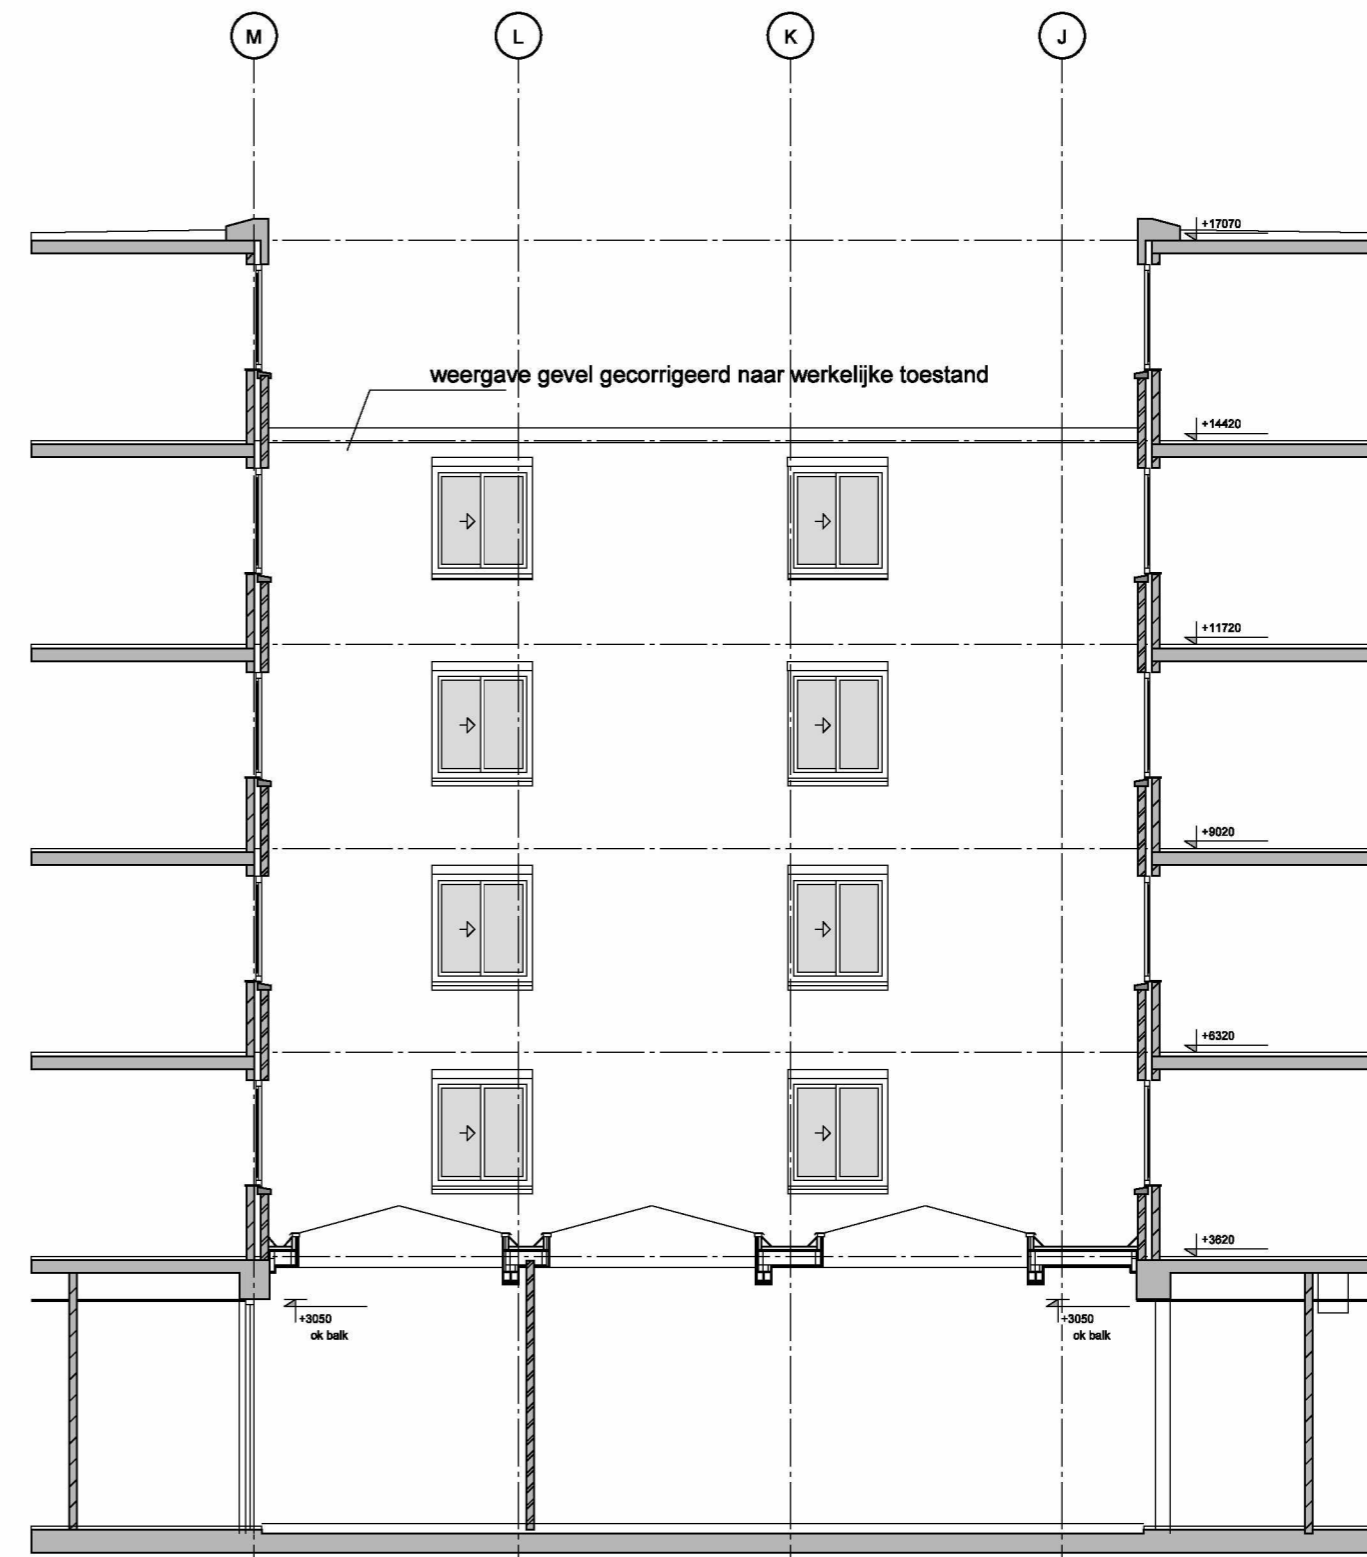 M
L
K
J
+17070
weergave gevel gecorrigeerd naar werkelijke toestand
+14420
+11720
+9020
+6320
+3620
+3050
ok balk
+3050
ok balk